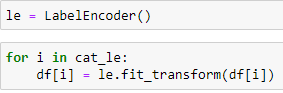 le = LabelEncoder()
for i in cat_le:
    df[i] = le.fit_transform(df[i])